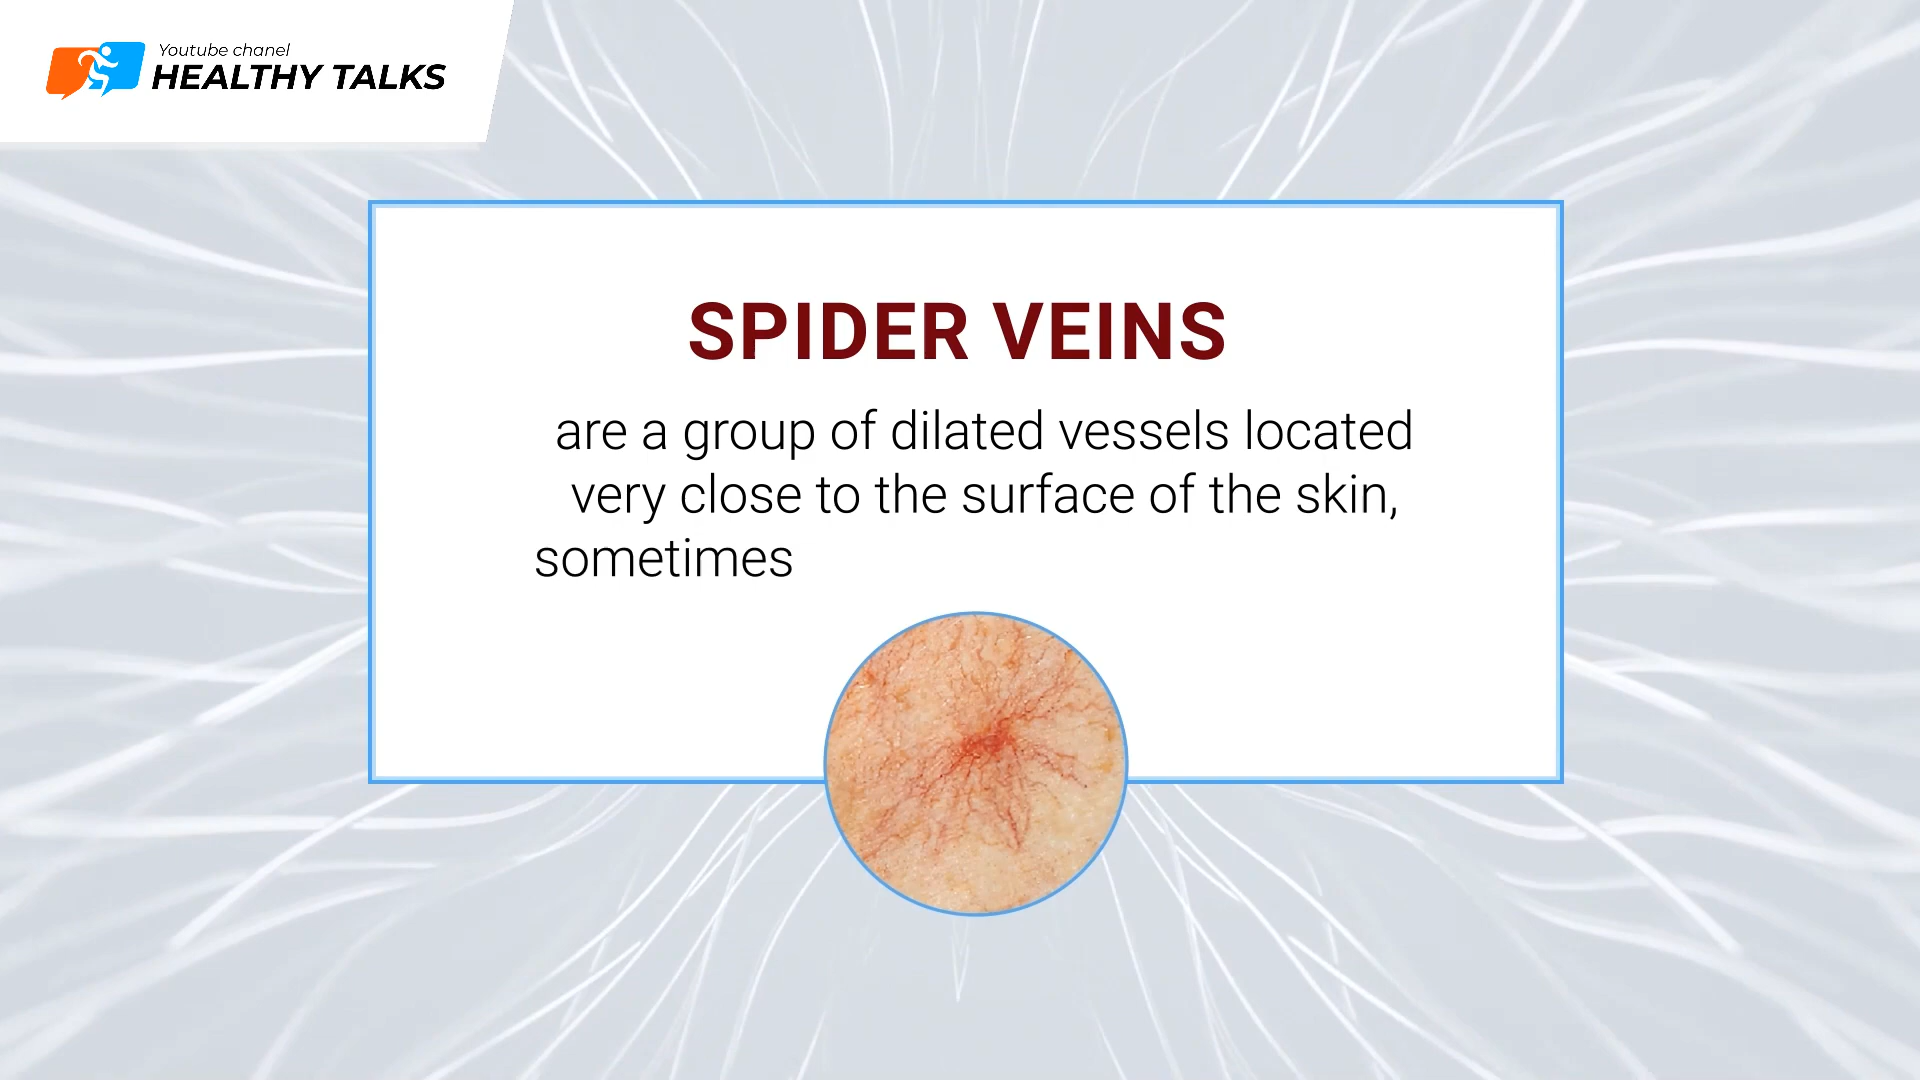 Youtube chanel
HEALTHY TALKS
SPIDER VEINS
are a group of dilated vessels located
very close to the surface of the skin,
sometimes